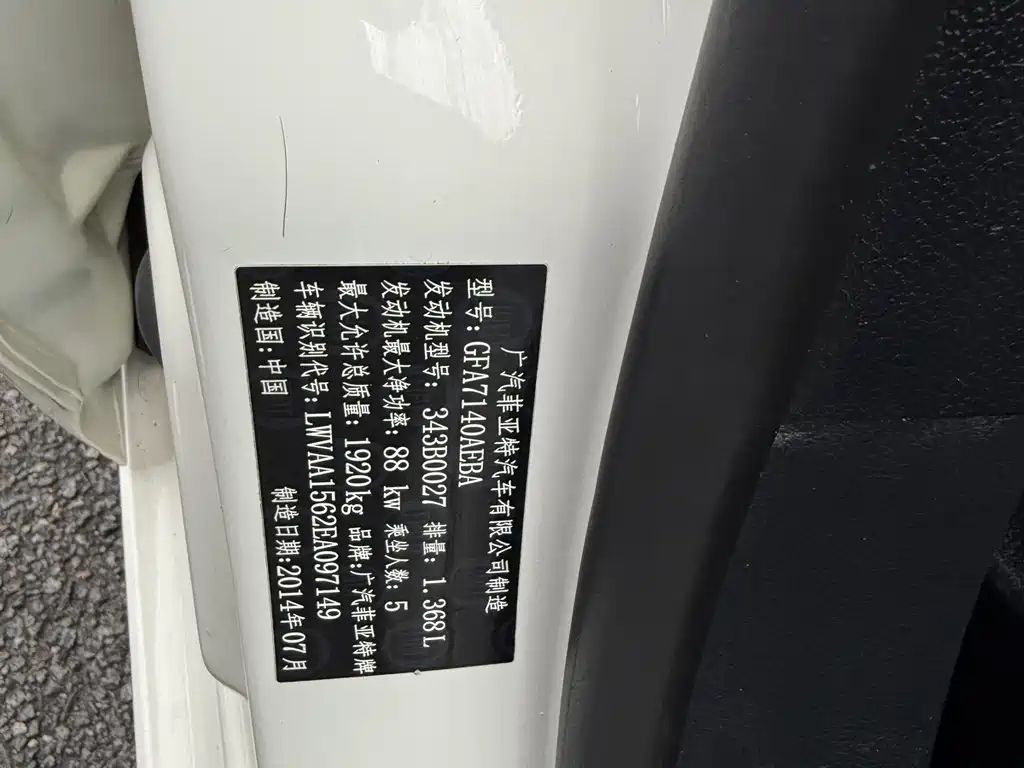 广汽菲亚特汽车有限公司制造
型号:GFA7140AEBA
发动机型号: 343B0027 排量: 1.368L
发动机最大净功率: 88 kw 乘坐人数: 5
最大允许总质量: 1920kg 品牌:广汽菲亚特牌
车辆识别代号:LWVAA1562EA097149
制造国:中国 制造日期:2014年07月